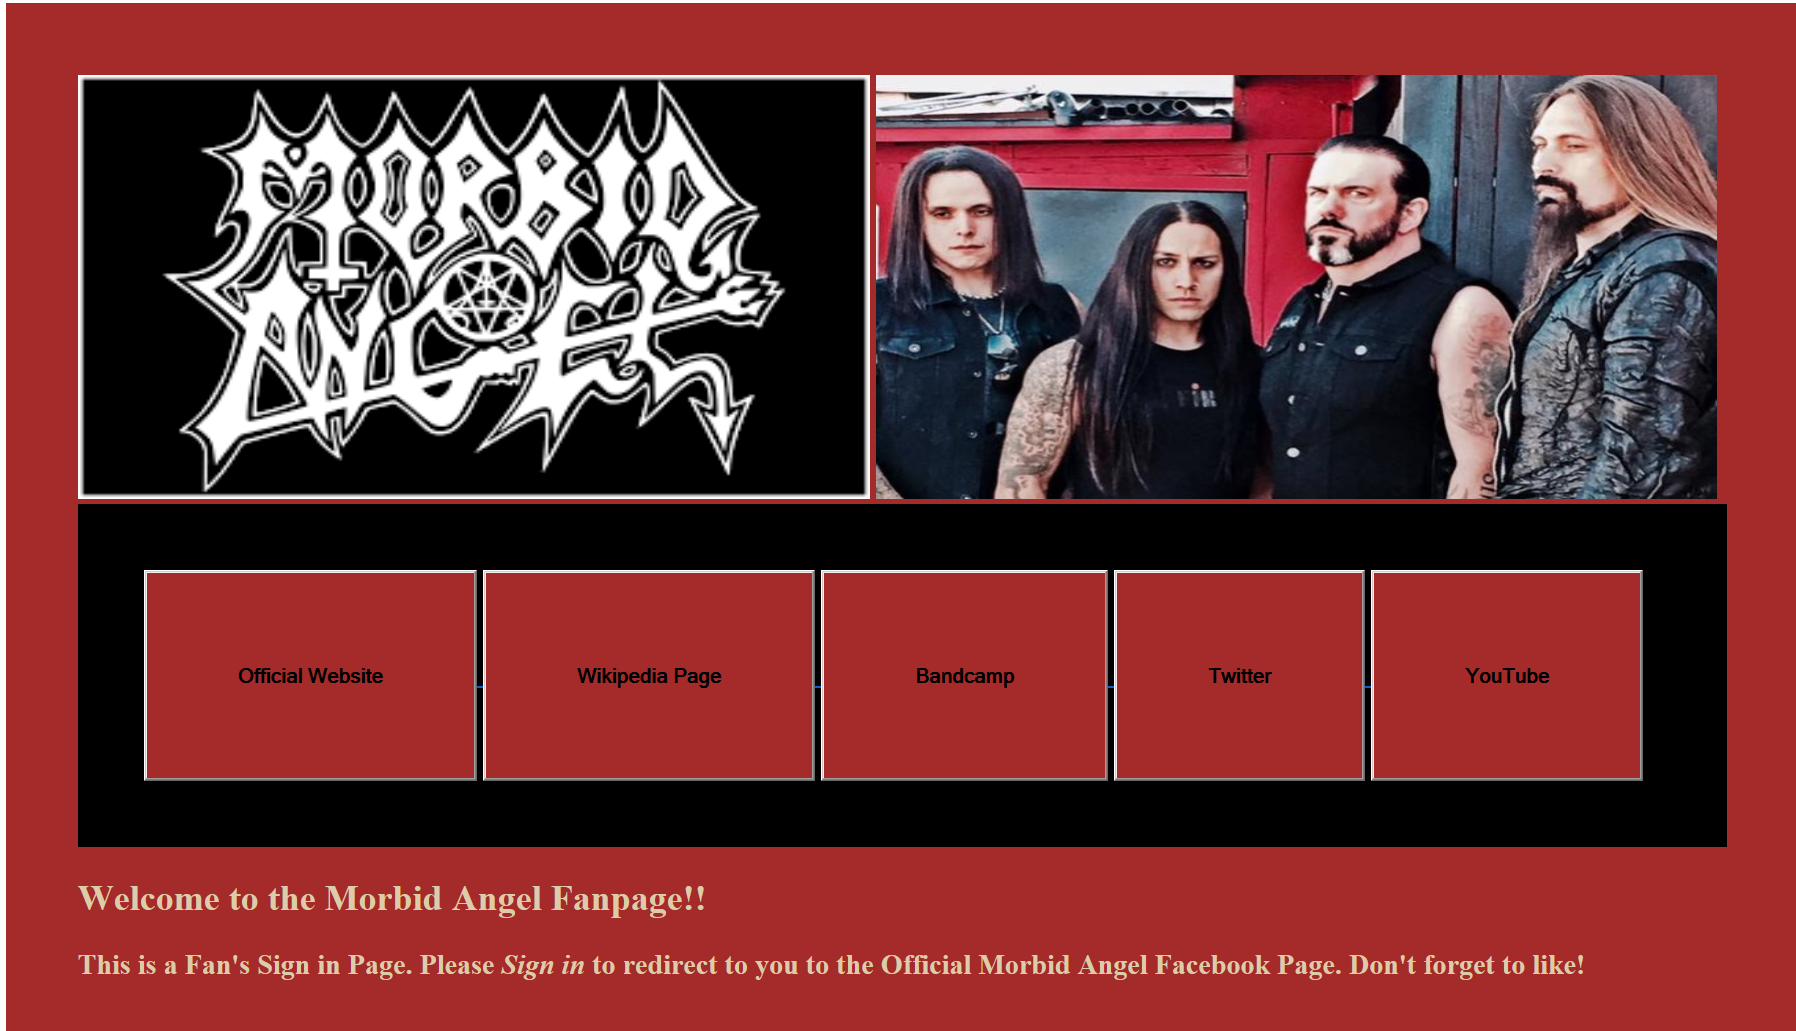 MORBID
ANGEL
Official Website
Wikipedia Page
Bandcamp
Twitter
YouTube
Welcome to the Morbid Angel Fanpage!!
This is a Fan's Sign in Page. Please Sign in to redirect to you to the Official Morbid Angel Facebook Page. Don't forget to like!